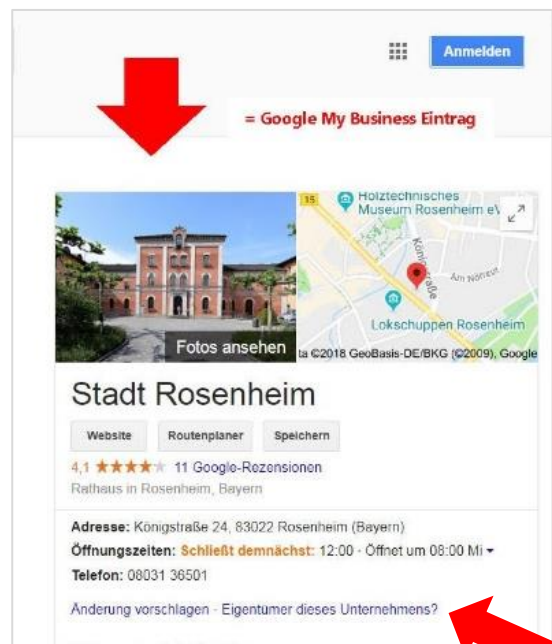 Anmelden
= Google My Business Eintrag
15
Holztechnisches
Museum Rosenheim eV
Königstraße
Am Nörreut
Lokschuppen Rosenheim
Fotos ansehen
ta ©2018 GeoBasis-DE/BKG (©2009), Google
Stadt Rosenheim
Website Routenplaner Speichern
4,1 ★★★★★ 11 Google-Rezensionen
Rathaus in Rosenheim, Bayern
Adresse: Königstraße 24, 83022 Rosenheim (Bayern)
Öffnungszeiten: Schließt demnächst: 12:00 · Öffnet um 08:00 Mi
Telefon: 08031 36501
Änderung vorschlagen · Eigentümer dieses Unternehmens?